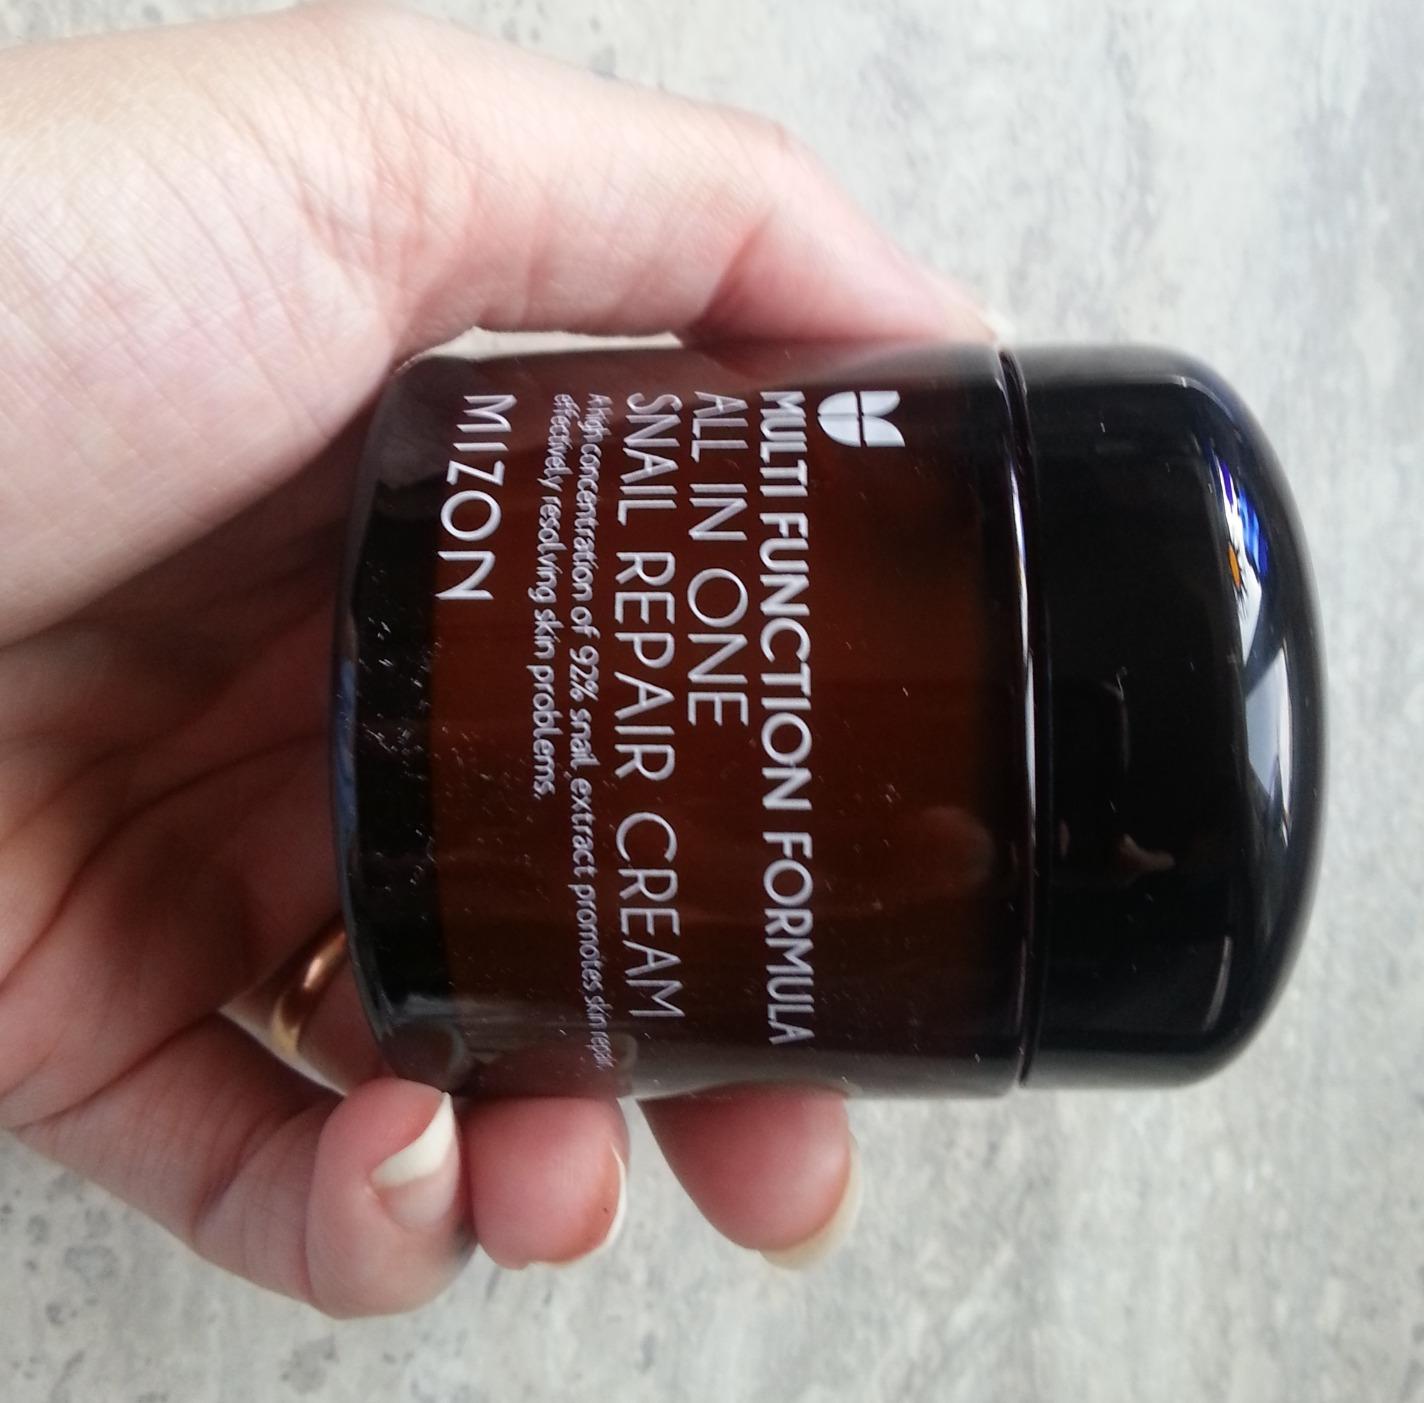 MULTI FUNCTION FORMULA
ALL IN ONE
SNAIL REPAIR CREAM
A high concentration of 92% snail extract promotes skin repair,
effectively resolving skin problems.
MIZON